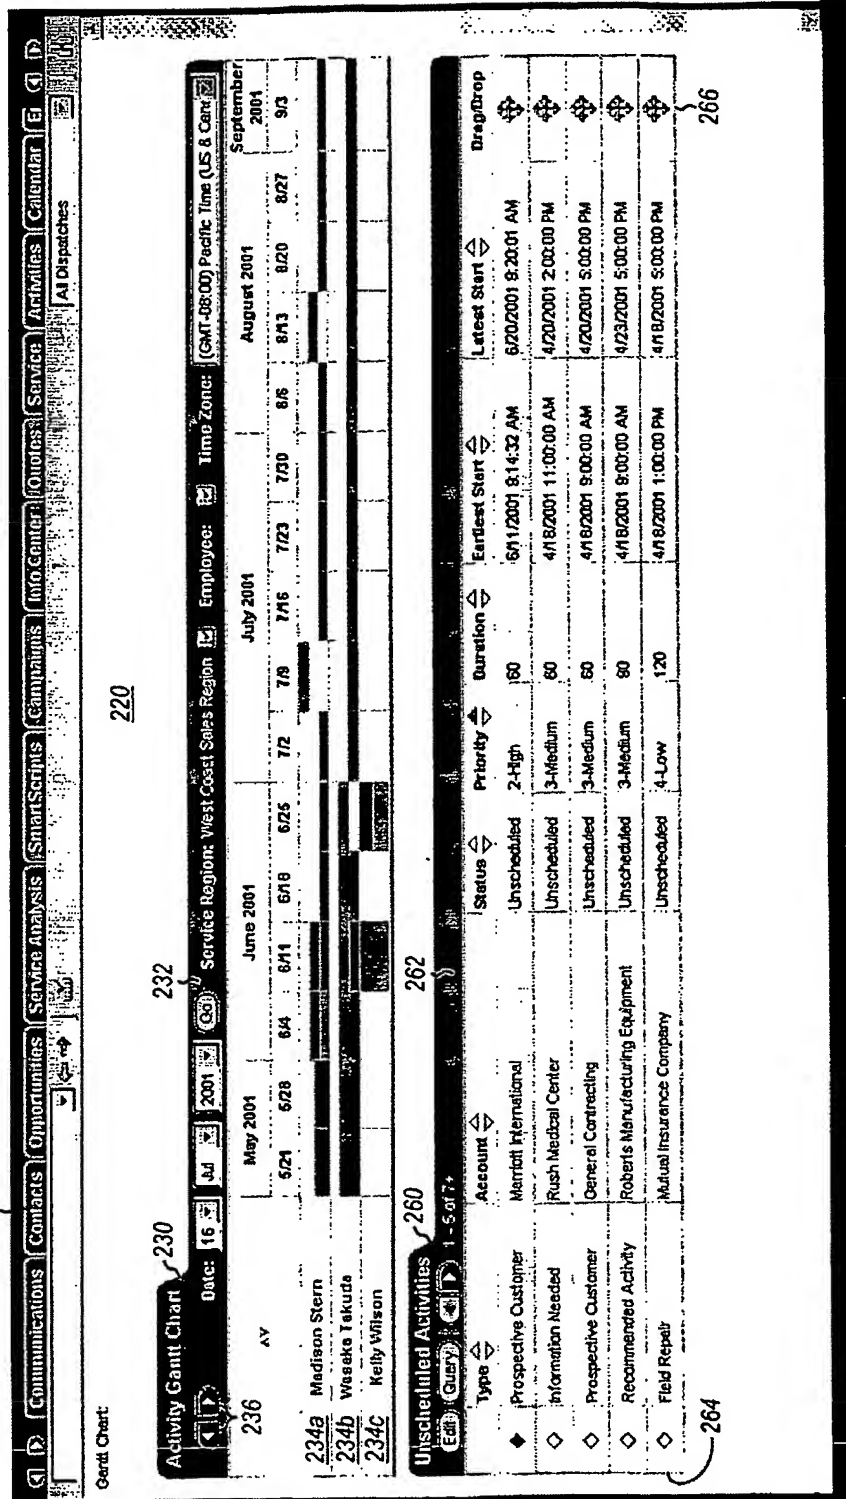 Communications Contacts Opportunities Service Analysis SmartScripts Campaigns Info Center Quotes Service Activities Calendar
All Dispatches
220
Gantt Chart:
Activity Gantt Chart 230 232
Date: 16 Jul 2001 Go! Service Region: West Coast Sales Region Employee: Time Zone: (GMT-08:00) Pacific Time (US & Cana
236
May 2001 June 2001 July 2001 August 2001 September 2001
5/21 5/28 6/4 6/11 6/18 6/25 7/2 7/9 7/16 7/23 7/30 8/6 8/13 8/20 8/27 9/3
234a Madison Stern
234b Wasaka Takuda
234c Kelly Wilson
Unscheduled Activities 260 262
Edit Query 1 - 5 of 7+
Type Account Status Priority Duration Earliest Start Latest Start Drag/Drop
Prospective Customer Marriott International Unscheduled 2-High 60 6/11/2001 9:14:32 AM 6/20/2001 9:20:01 AM
Information Needed Rush Medical Center Unscheduled 3-Medium 60 4/18/2001 11:00:00 AM 4/20/2001 2:00:00 PM
Prospective Customer General Contracting Unscheduled 3-Medium 60 4/18/2001 9:00:00 AM 4/20/2001 5:00:00 PM
Recommended Activity Roberts Manufacturing Equipment Unscheduled 3-Medium 90 4/18/2001 9:00:00 AM 4/23/2001 5:00:00 PM
Field Repair Mutual Insurance Company Unscheduled 4-Low 120 4/18/2001 1:00:00 PM 4/18/2001 5:00:00 PM
264 266